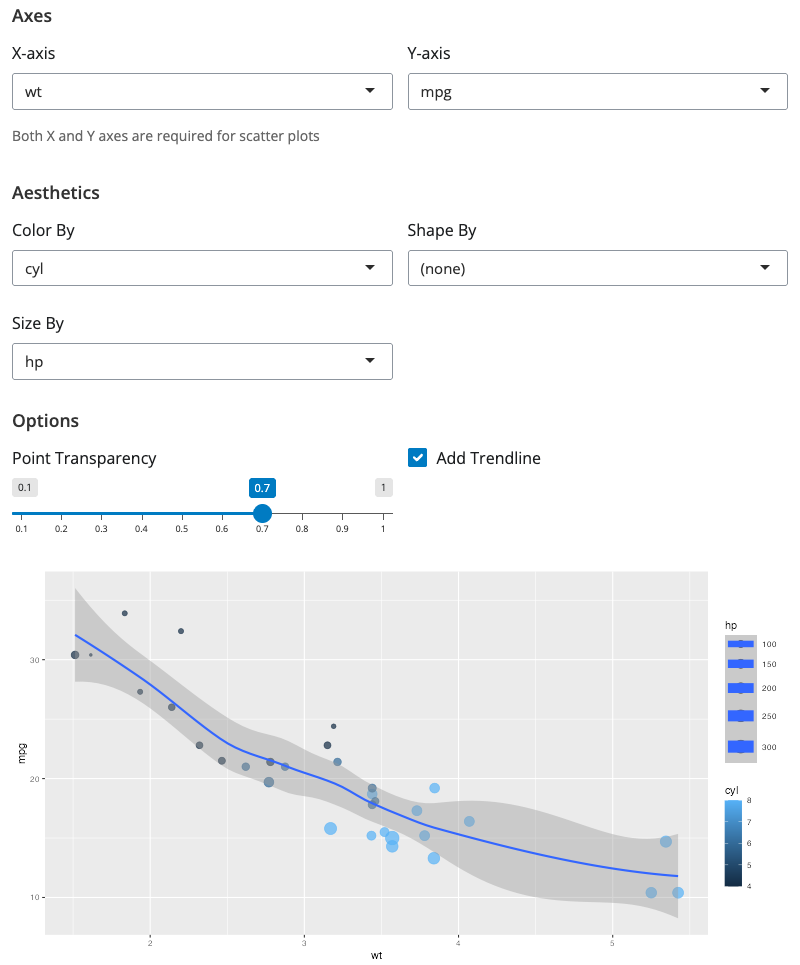 Axes
X-axis Y-axis
wt mpg
Both X and Y axes are required for scatter plots
Aesthetics
Color By Shape By
cyl (none)
Size By
hp
Options
Point Transparency Add Trendline
0.1 0.7 1
0.1 0.2 0.3 0.4 0.5 0.6 0.7 0.8 0.9 1
hp
100
150
200
250
300
cyl
8
7
6
5
4
mpg
30
20
10
2 3 4 5
wt